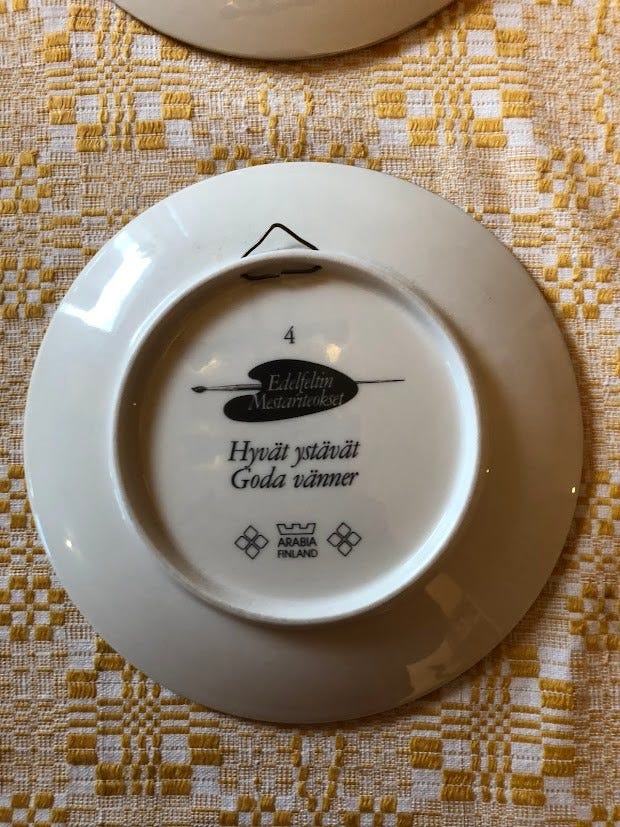 4
Edelfeltin
Mestariteokset
Hyvät ystävät
Goda vänner
ARABIA
FINLAND